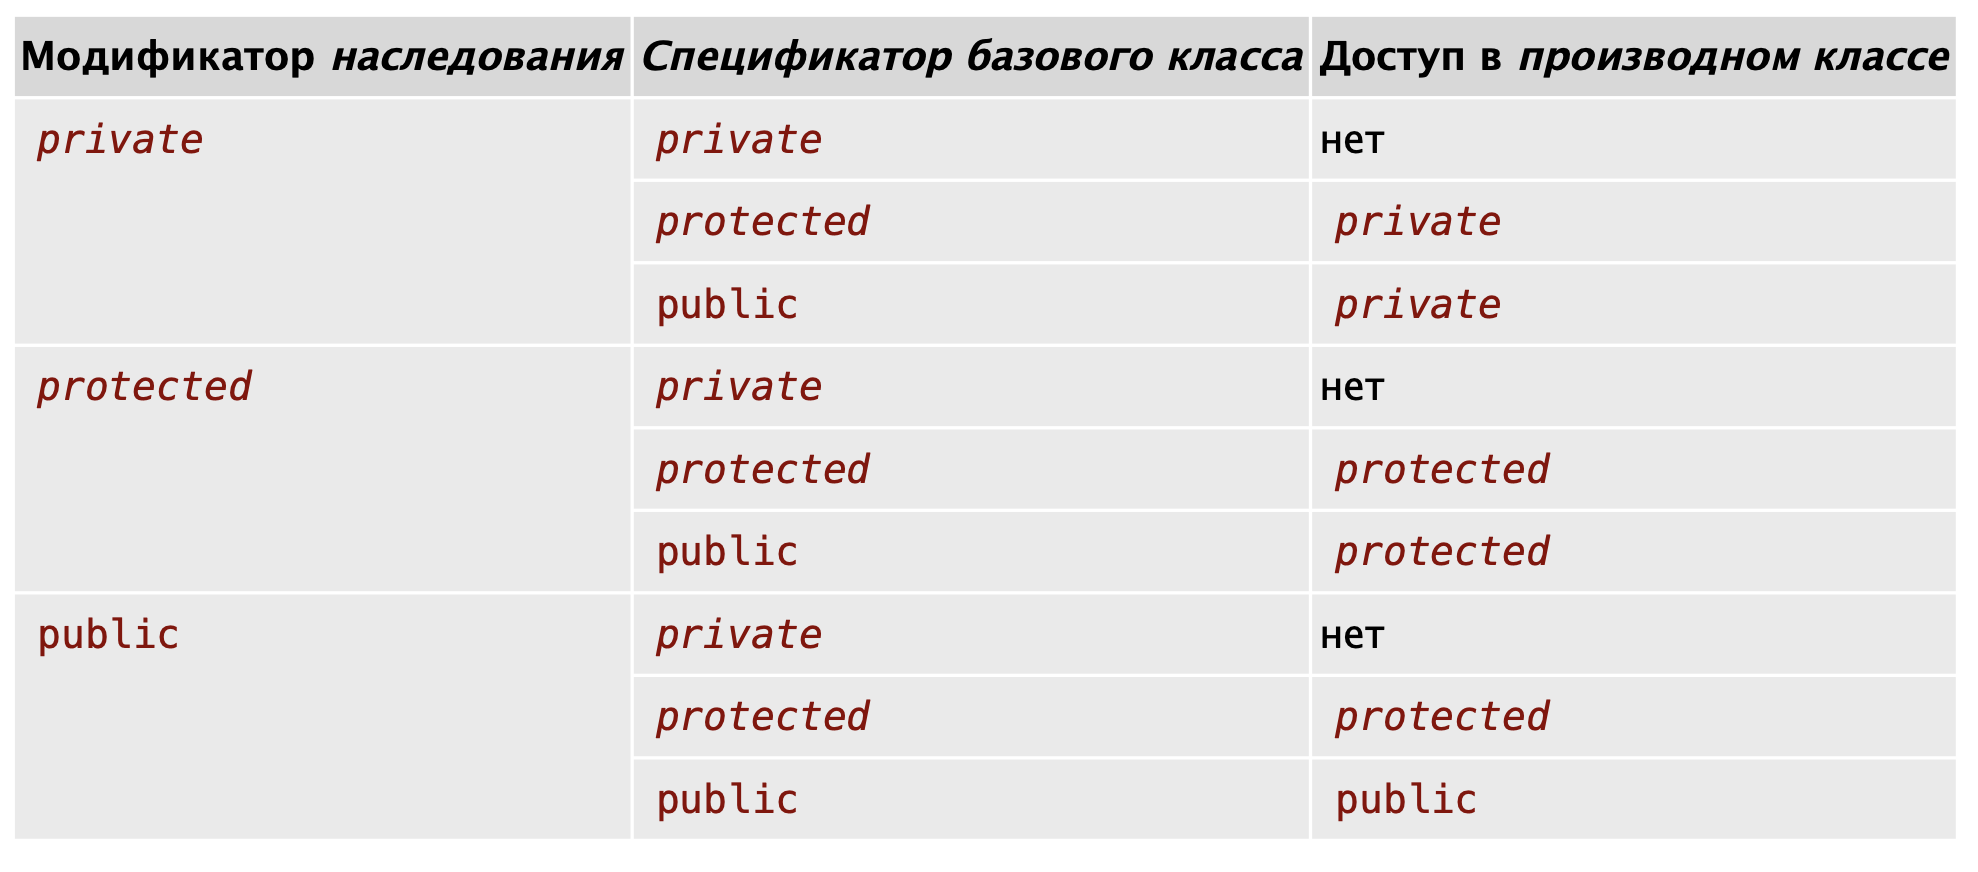 Модификатор наследования Спецификатор базового класса Доступ в производном классе
private private нет
protected private
public private
protected private нет
protected protected
public protected
public private нет
protected protected
public public